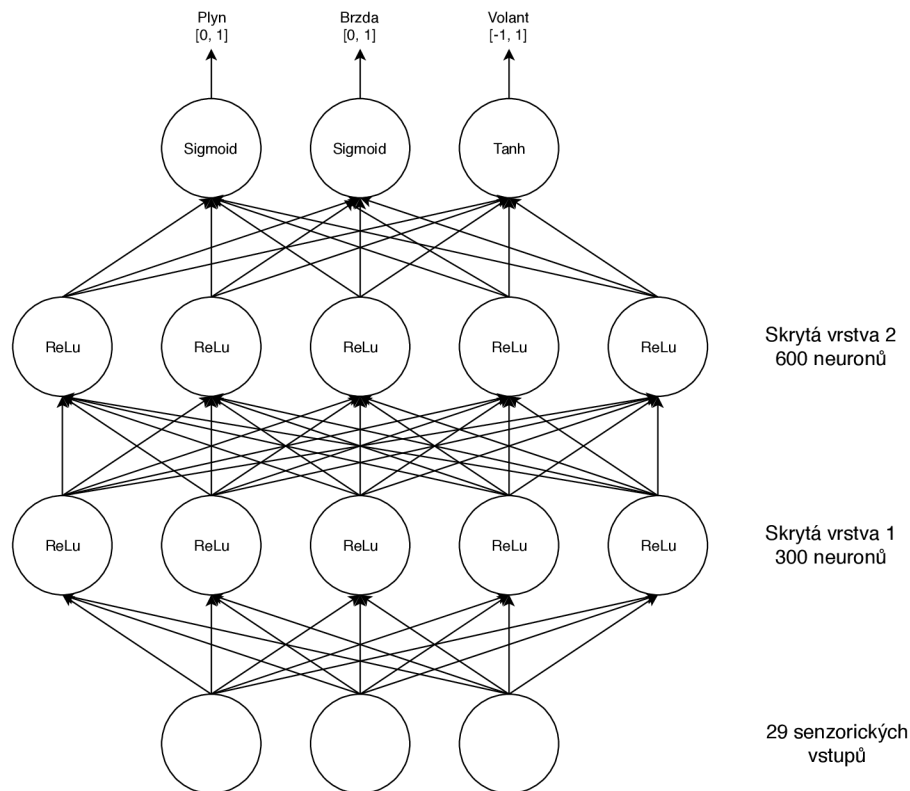 Plyn
[0, 1]
Brzda
[0, 1]
Volant
[-1, 1]
Sigmoid
Sigmoid
Tanh
ReLu
ReLu
ReLu
ReLu
ReLu
Skrytá vrstva 2
600 neuronů
ReLu
ReLu
ReLu
ReLu
ReLu
Skrytá vrstva 1
300 neuronů
29 senzorických
vstupů